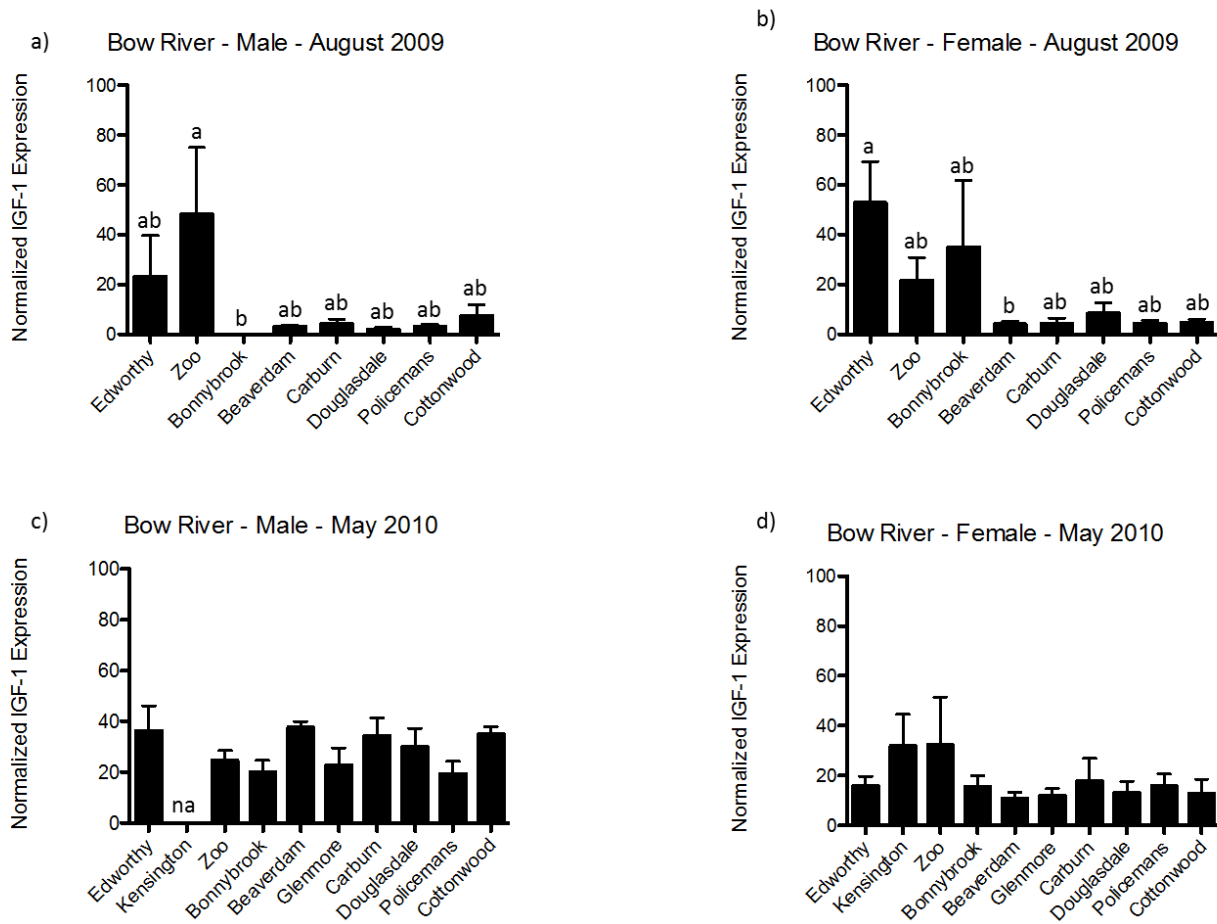 a)
Bow River - Male - August 2009
Normalized IGF-1 Expression
100
80
60
40
20
0
ab
a
b
ab
ab
ab
ab
ab
Edworthy
Zoo
Bonnybrook
Beaverdam
Carburn
Douglasdale
Policemans
Cottonwood
b)
Bow River - Female - August 2009
Normalized IGF-1 Expression
100
80
60
40
20
0
a
ab
ab
b
ab
ab
ab
ab
Edworthy
Zoo
Bonnybrook
Beaverdam
Carburn
Douglasdale
Policemans
Cottonwood
c)
Bow River - Male - May 2010
Normalized IGF-1 Expression
100
80
60
40
20
0
na
Edworthy
Kensington
Zoo
Bonnybrook
Beaverdam
Glenmore
Carburn
Douglasdale
Policemans
Cottonwood
d)
Bow River - Female - May 2010
Normalized IGF-1 Expression
100
80
60
40
20
0
Edworthy
Kensington
Zoo
Bonnybrook
Beaverdam
Glenmore
Carburn
Douglasdale
Policemans
Cottonwood